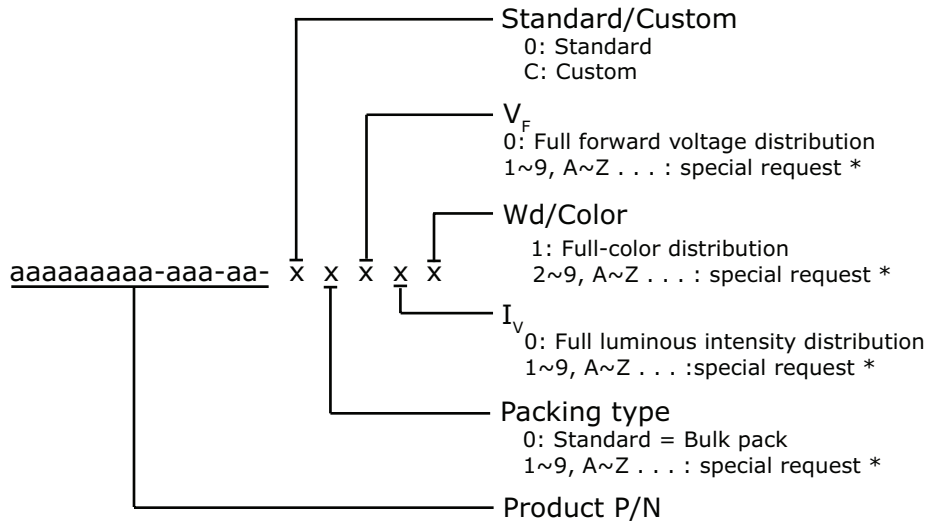 Standard/Custom
0: Standard
C: Custom
V_F
0: Full forward voltage distribution
1~9, A~Z . . . : special request *
Wd/Color
1: Full-color distribution
2~9, A~Z . . . : special request *
aaaaaaaaa-aaa-aa- x x x x x
I_V
0: Full luminous intensity distribution
1~9, A~Z . . . :special request *
Packing type
0: Standard = Bulk pack
1~9, A~Z . . . : special request *
Product P/N